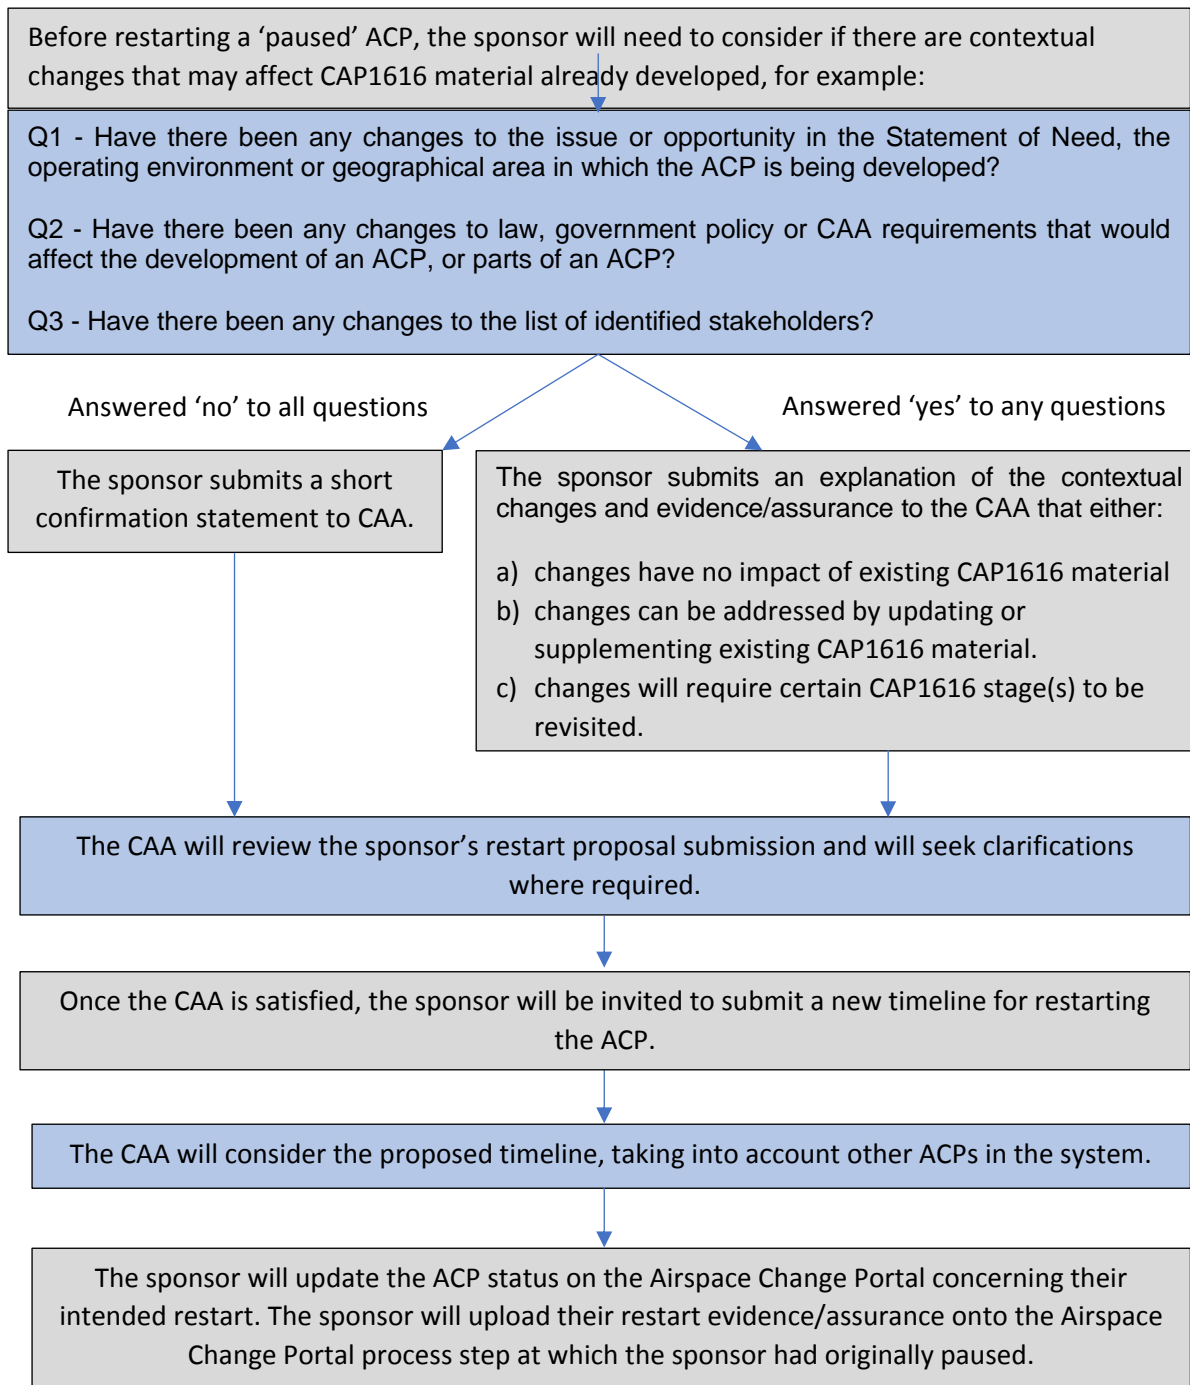 Before restarting a ‘paused’ ACP, the sponsor will need to consider if there are contextual
changes that may affect CAP1616 material already developed, for example:
Q1 - Have there been any changes to the issue or opportunity in the Statement of Need, the
operating environment or geographical area in which the ACP is being developed?
Q2 - Have there been any changes to law, government policy or CAA requirements that would
affect the development of an ACP, or parts of an ACP?
Q3 - Have there been any changes to the list of identified stakeholders?
Answered ‘no’ to all questions
Answered ‘yes’ to any questions
The sponsor submits a short
confirmation statement to CAA.
The sponsor submits an explanation of the contextual
changes and evidence/assurance to the CAA that either:
a) changes have no impact of existing CAP1616 material
b) changes can be addressed by updating or
supplementing existing CAP1616 material.
c) changes will require certain CAP1616 stage(s) to be
revisited.
The CAA will review the sponsor’s restart proposal submission and will seek clarifications
where required.
Once the CAA is satisfied, the sponsor will be invited to submit a new timeline for restarting
the ACP.
The CAA will consider the proposed timeline, taking into account other ACPs in the system.
The sponsor will update the ACP status on the Airspace Change Portal concerning their
intended restart. The sponsor will upload their restart evidence/assurance onto the Airspace
Change Portal process step at which the sponsor had originally paused.